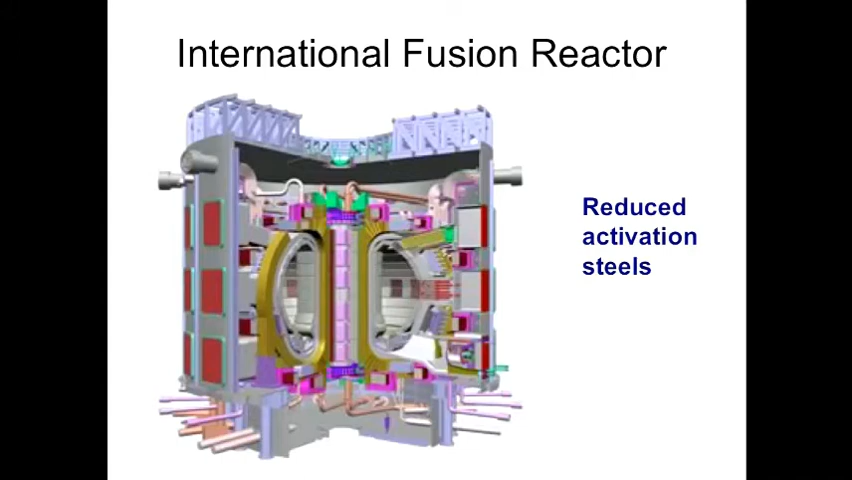 International Fusion Reactor
Reduced
activation
steels